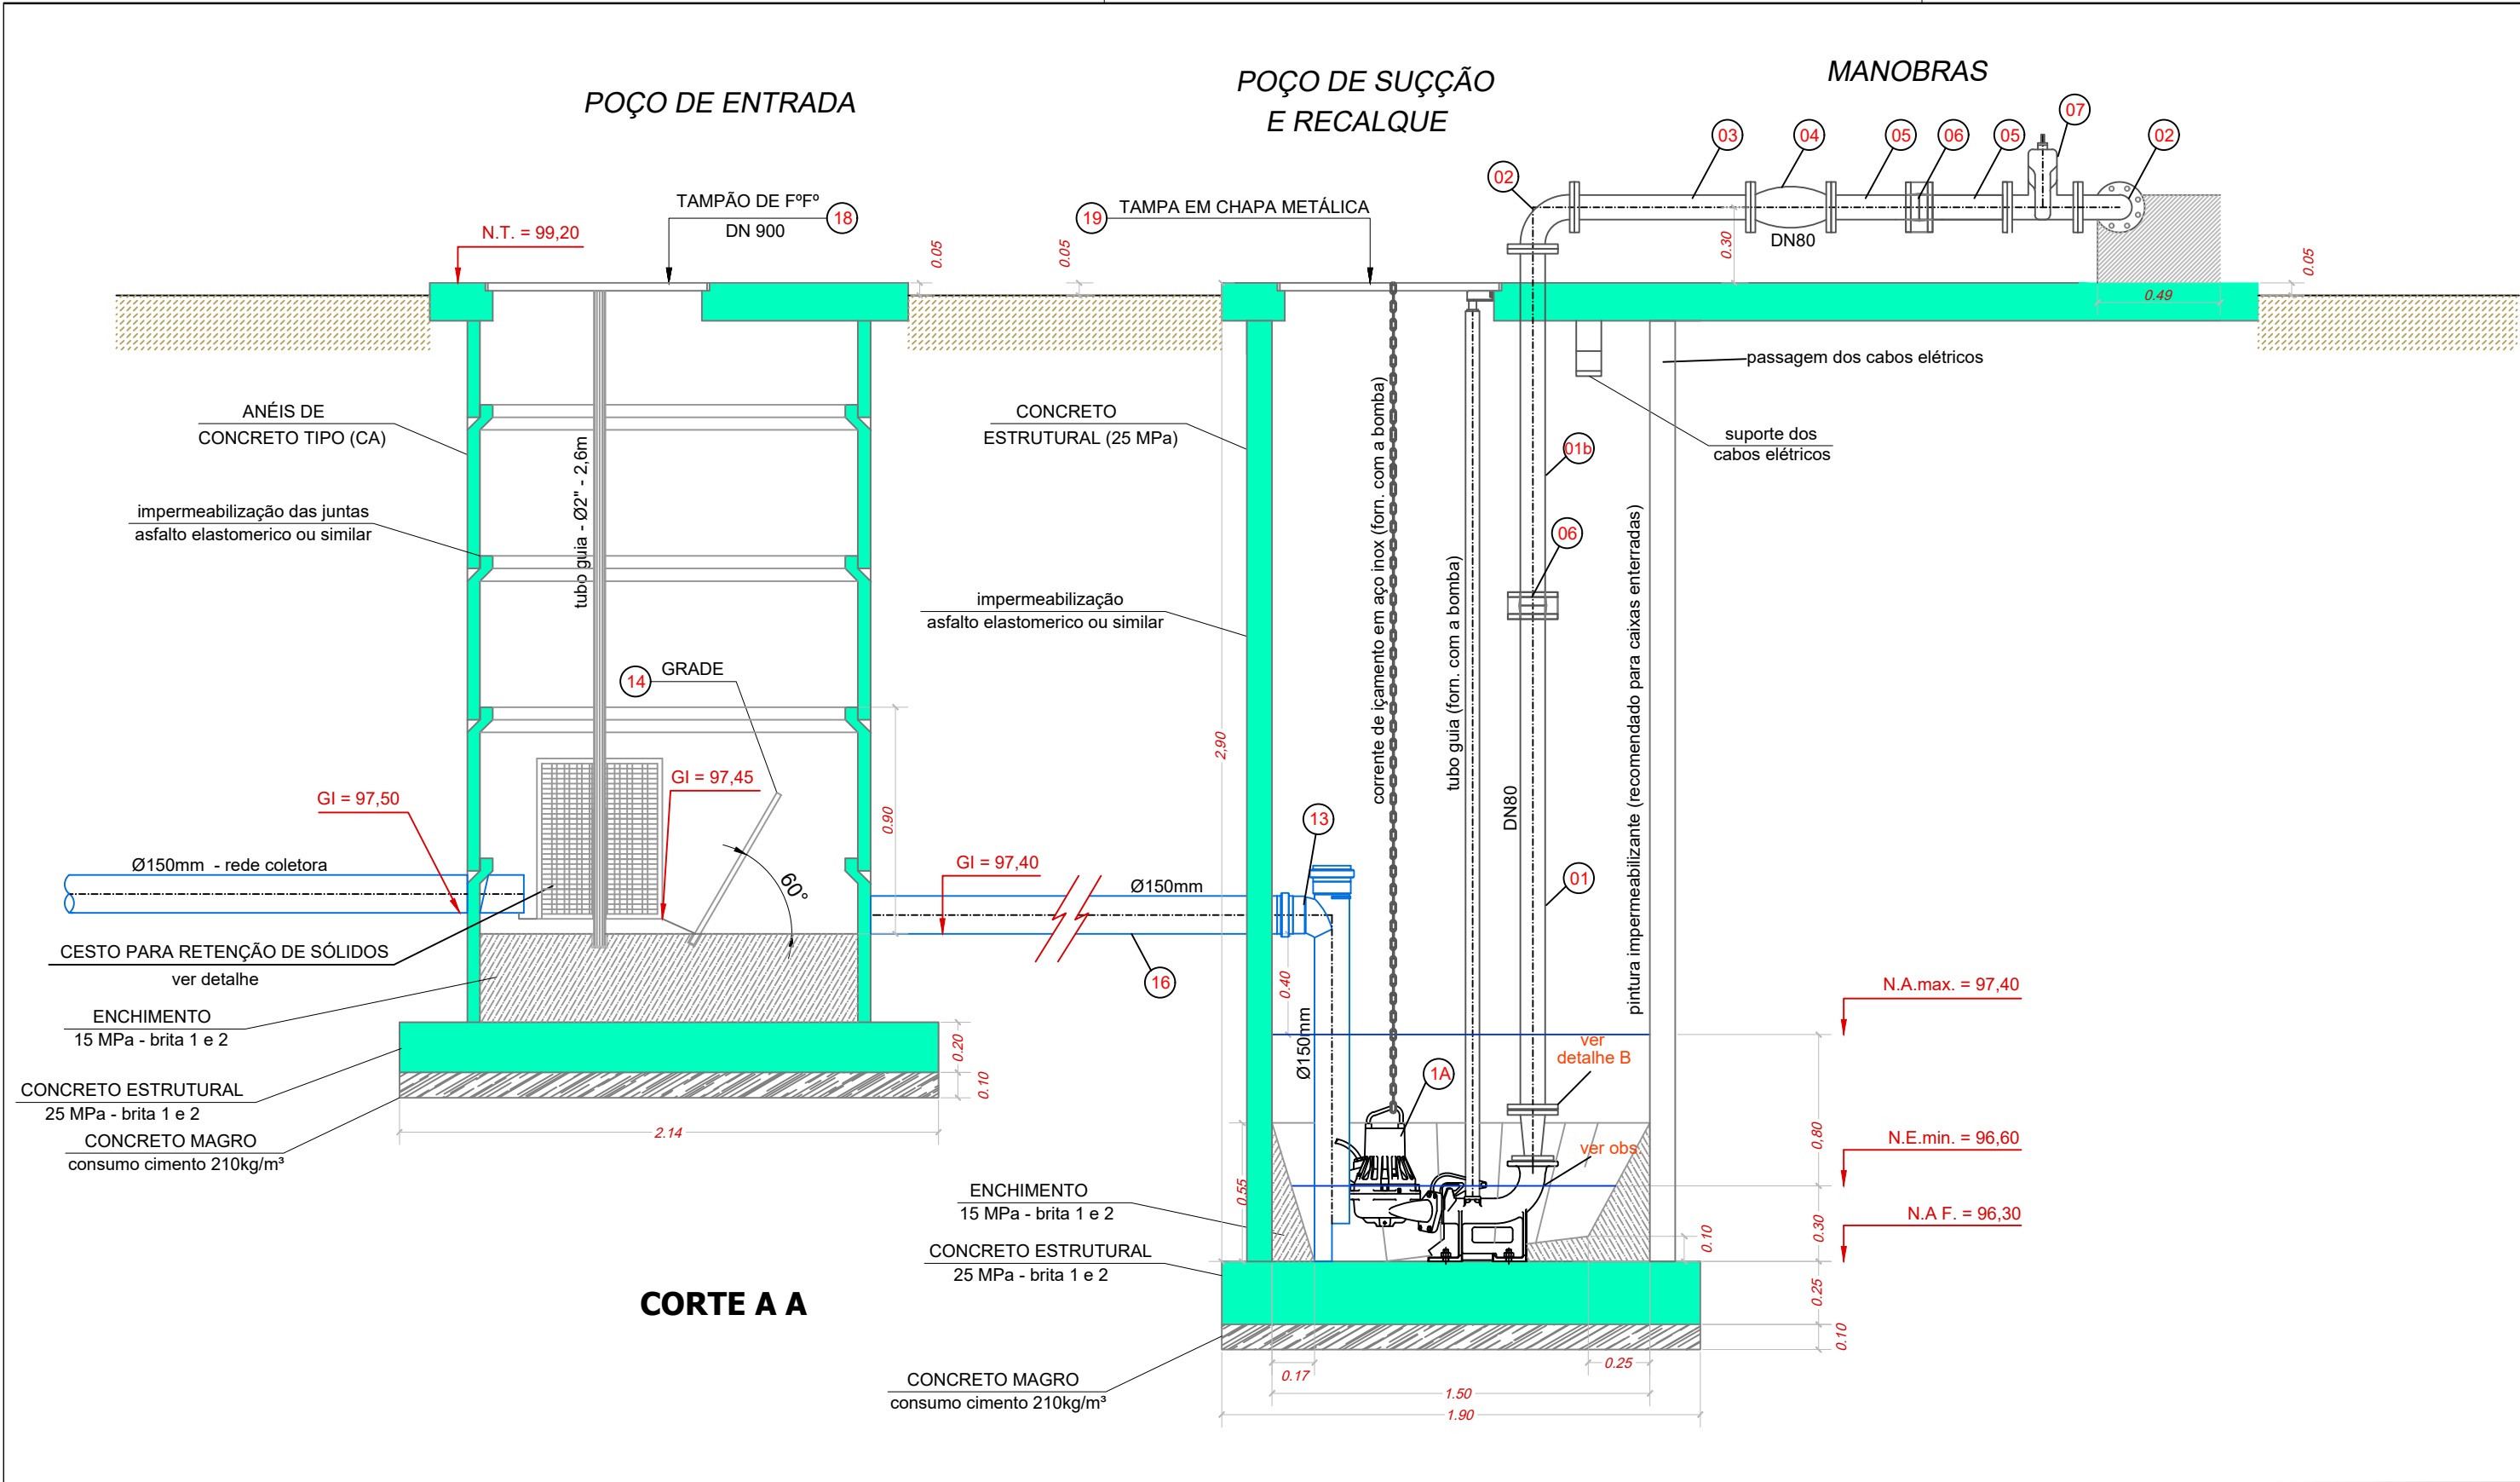 POÇO DE ENTRADA
POÇO DE SUÇÇÃO
E RECALQUE
MANOBRAS
07
03
04
05
06
05
02
02
TAMPÃO DE FºFº
DN 900
18
19
TAMPA EM CHAPA METÁLICA
N.T. = 99,20
0.05
0.05
0.30
DN80
0.05
0.49
ANÉIS DE
CONCRETO TIPO (CA)
impermeabilização das juntas
asfalto elastomerico ou similar
tubo guia - Ø2" - 2,6m
14
GRADE
GI = 97,45
GI = 97,50
Ø150mm - rede coletora
60°
0.90
CESTO PARA RETENÇÃO DE SÓLIDOS
ver detalhe
ENCHIMENTO
15 MPa - brita 1 e 2
CONCRETO ESTRUTURAL
25 MPa - brita 1 e 2
CONCRETO MAGRO
consumo cimento 210kg/m³
0.20
0.10
2.14
CORTE A A
CONCRETO
ESTRUTURAL (25 MPa)
impermeabilização
asfalto elastomerico ou similar
2,90
GI = 97,40
Ø150mm
16
13
0.40
Ø150mm
corrente de içamento em aço inox (forn. com a bomba)
tubo guia (forn. com a bomba)
DN80
01b
06
01
pintura impermeabilizante (recomendado para caixas enterradas)
passagem dos cabos elétricos
suporte dos
cabos elétricos
1A
ver
detalhe B
ver obs.
N.A.max. = 97,40
N.E.min. = 96,60
N.A F. = 96,30
0,80
0.30
0.25
0.10
0.10
0.55
ENCHIMENTO
15 MPa - brita 1 e 2
CONCRETO ESTRUTURAL
25 MPa - brita 1 e 2
CONCRETO MAGRO
consumo cimento 210kg/m³
0.17
0.25
1.50
1.90